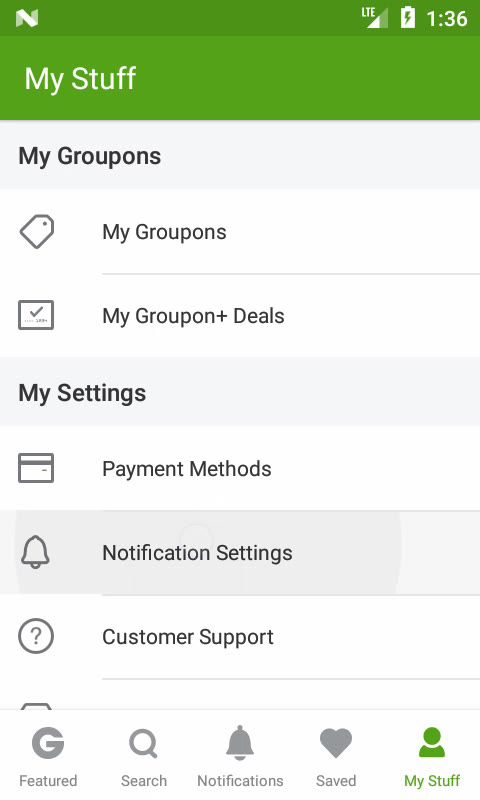 LTE 1:36
My Stuff
My Groupons
My Groupons
My Groupon+ Deals
My Settings
Payment Methods
Notification Settings
Customer Support
Featured
Search
Notifications
Saved
My Stuff